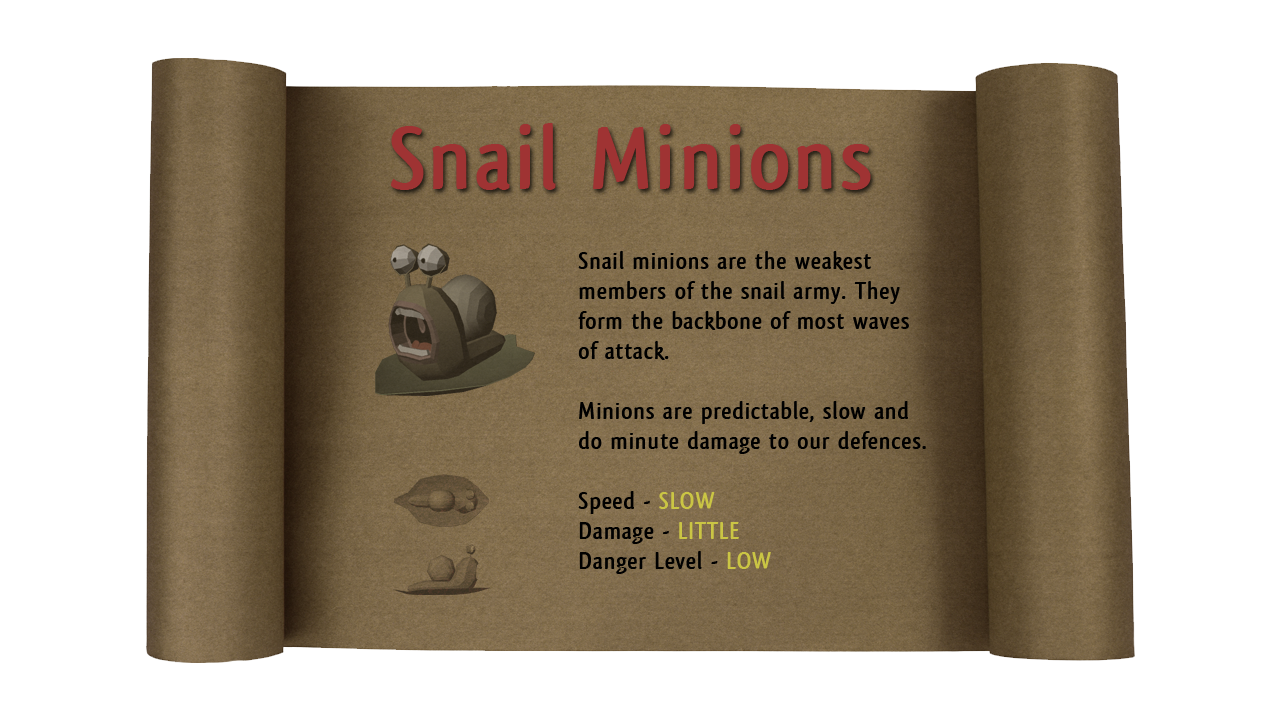 Snail Minions
Snail minions are the weakest
members of the snail army. They
form the backbone of most waves
of attack.
Minions are predictable, slow and
do minute damage to our defences.
Speed - SLOW
Damage - LITTLE
Danger Level - LOW